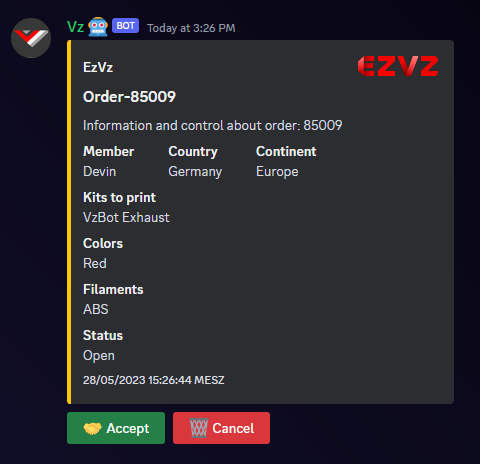 Vz BOT Today at 3:26 PM
EzVz EZVZ
Order-85009
Information and control about order: 85009
Member Country Continent
Devin Germany Europe
Kits to print
VzBot Exhaust
Colors
Red
Filaments
ABS
Status
Open
28/05/2023 15:26:44 MESZ
Accept Cancel